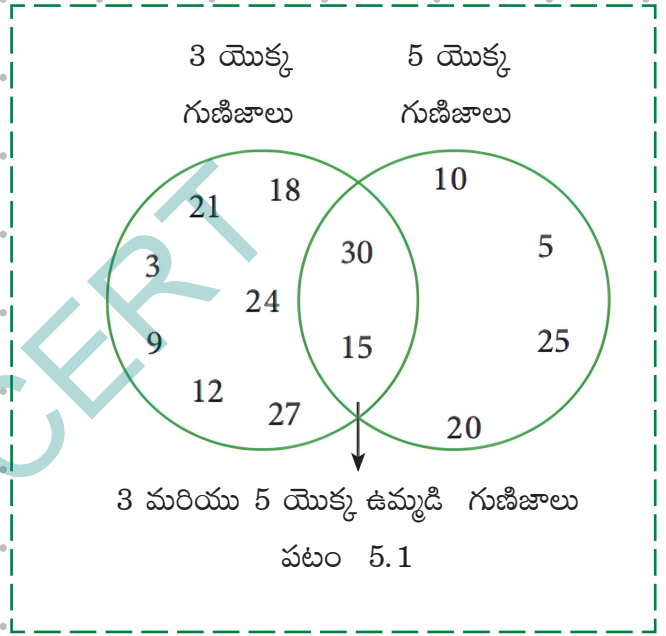 3 యొక్క 5 యొక్క
గుణిజాలు గుణిజాలు
21 18 10
3 30 5
24
9 15 25
12 27 20
3 మరియు 5 యొక్క ఉమ్మడి గుణిజాలు
పటం 5.1
CERT